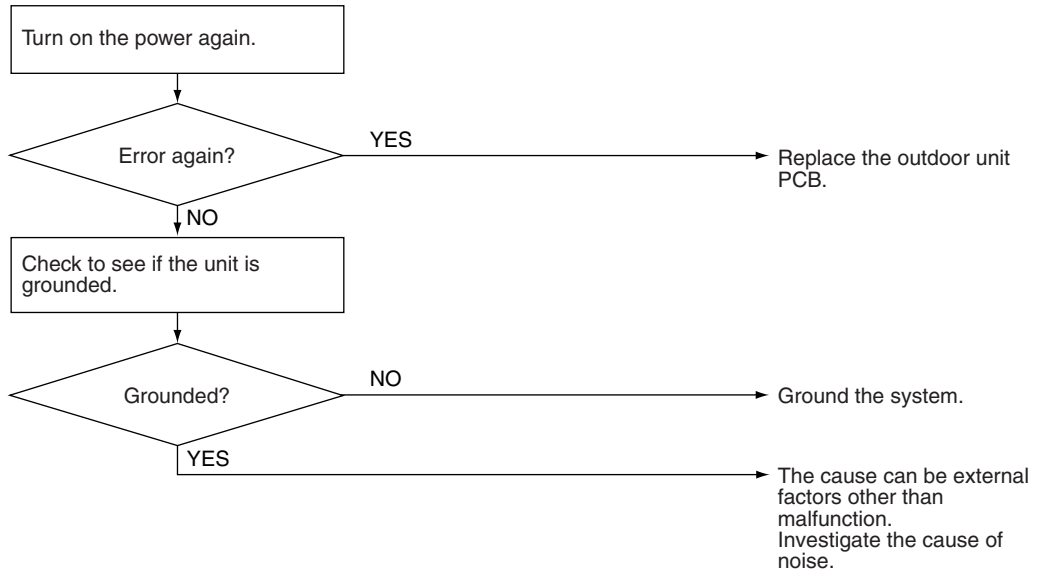 Turn on the power again.
Error again?
YES
Replace the outdoor unit
PCB.
NO
Check to see if the unit is
grounded.
Grounded?
NO
Ground the system.
YES
The cause can be external
factors other than
malfunction.
Investigate the cause of
noise.